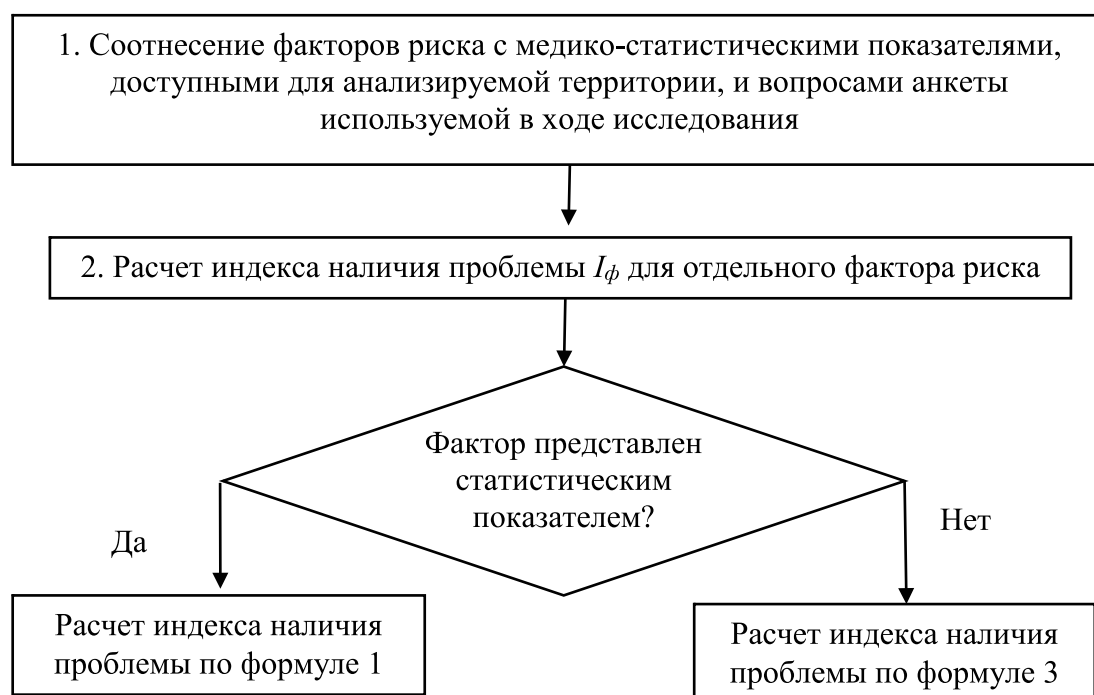 1. Соотнесение факторов риска с медико-статистическими показателями,
доступными для анализируемой территории, и вопросами анкеты
используемой в ходе исследования
2. Расчет индекса наличия проблемы Iф для отдельного фактора риска
Фактор представлен
статистическим
показателем?
Да
Нет
Расчет индекса наличия
проблемы по формуле 1
Расчет индекса наличия
проблемы по формуле 3